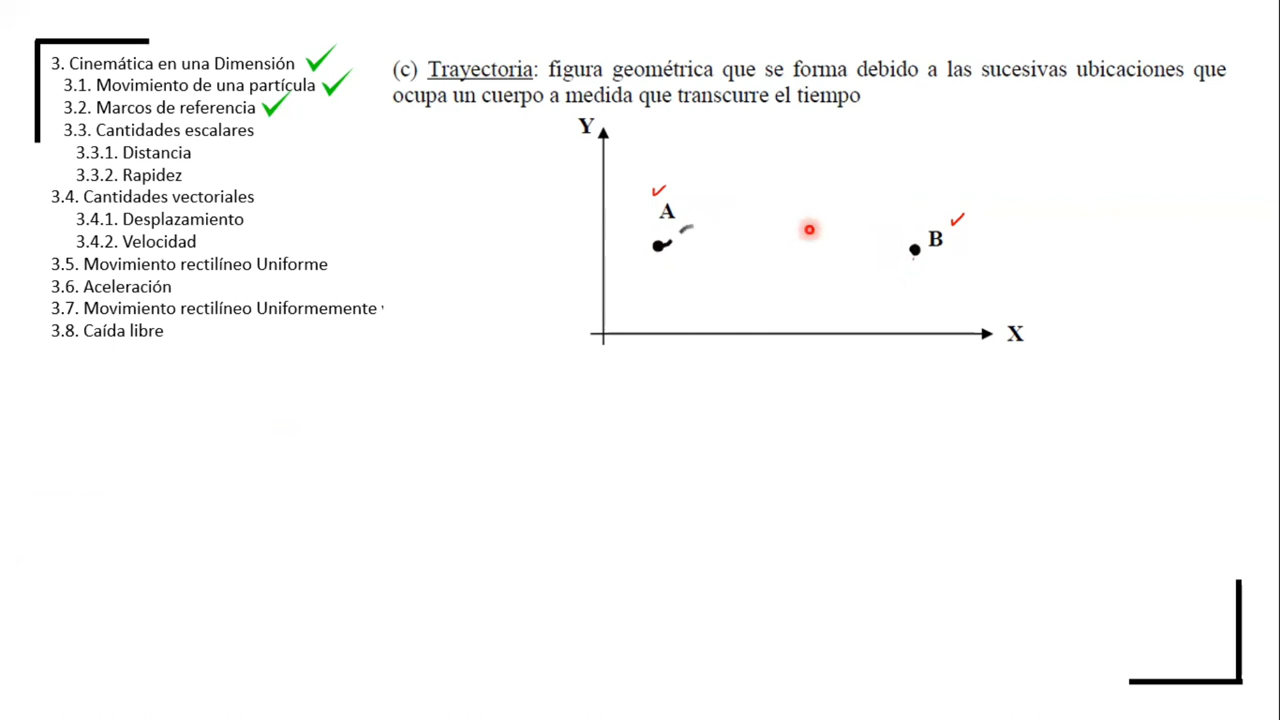 3. Cinemática en una Dimensión
3.1. Movimiento de una partícula
3.2. Marcos de referencia
3.3. Cantidades escalares
3.3.1. Distancia
3.3.2. Rapidez
3.4. Cantidades vectoriales
3.4.1. Desplazamiento
3.4.2. Velocidad
3.5. Movimiento rectilíneo Uniforme
3.6. Aceleración
3.7. Movimiento rectilíneo Uniformemente
3.8. Caída libre
(c) Trayectoria: figura geométrica que se forma debido a las sucesivas ubicaciones que
ocupa un cuerpo a medida que transcurre el tiempo
Y
A
B
X